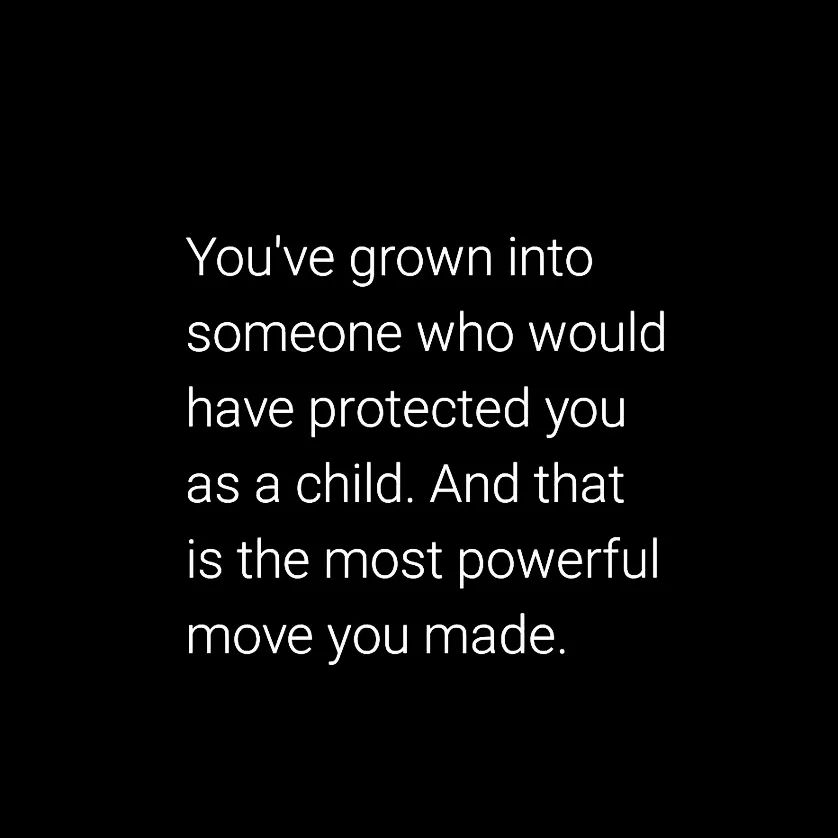 You've grown into
someone who would
have protected you
as a child. And that
is the most powerful
move you made.